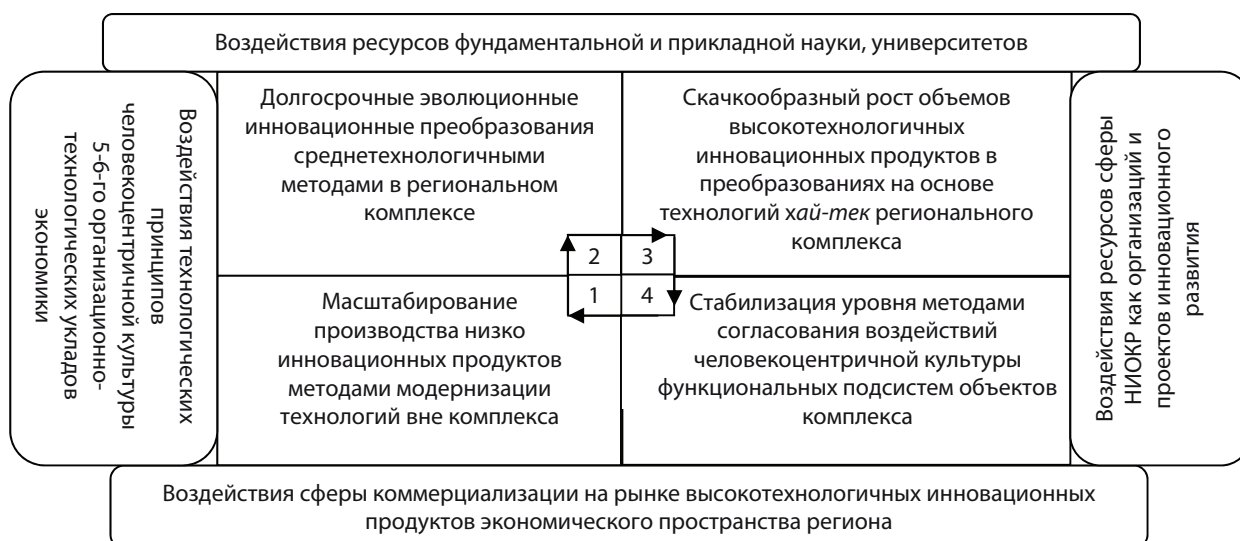 Воздействия ресурсов фундаментальной и прикладной науки, университетов
Воздействия технологических
принципов
человекоцентричной культуры
5-6-го организационно-
технологических укладов
экономики
Долгосрочные эволюционные
инновационные преобразования
среднетехнологичными
методами в региональном
комплексе
Скачкообразный рост объемов
высокотехнологичных
инновационных продуктов в
преобразованиях на основе
технологий хай-тек регионального
комплекса
2
3
1
4
Масштабирование
производства низко
инновационных продуктов
методами модернизации
технологий вне комплекса
Стабилизация уровня методами
согласования воздействий
человекоцентричной культуры
функциональных подсистем объектов
комплекса
Воздействия ресурсов сферы
НИОКР как организаций и
проектов инновационного
развития
Воздействия сферы коммерциализации на рынке высокотехнологичных инновационных
продуктов экономического пространства региона